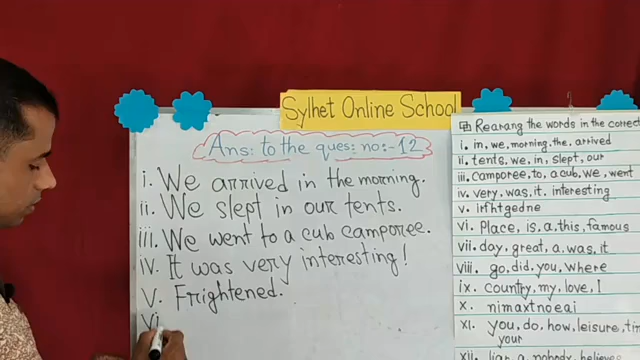 Sylhet Online School
Ans: to the ques: no:-12
i. We arrived in the morning.
ii. We slept in our tents.
iii. We went to a cub camporee.
iv. It was very interesting!
v. Frightened.
vi
Rearang the words in the correct
i. in, we, morning, the, arrived
ii. tents, we, in, slept, our
iii. camporee, to, a cub, we, went
iv. very, was, it, interesting
v. irfhtgedne
vi. Place, is, a, this, famous
vii. day, great, a, was, it
viii. go, did, you, where
ix. country, my, love, I
x. nimaxtnoeai
xi. you, do, how, leisure, tim
your
xii. liar, a, nobody, believes